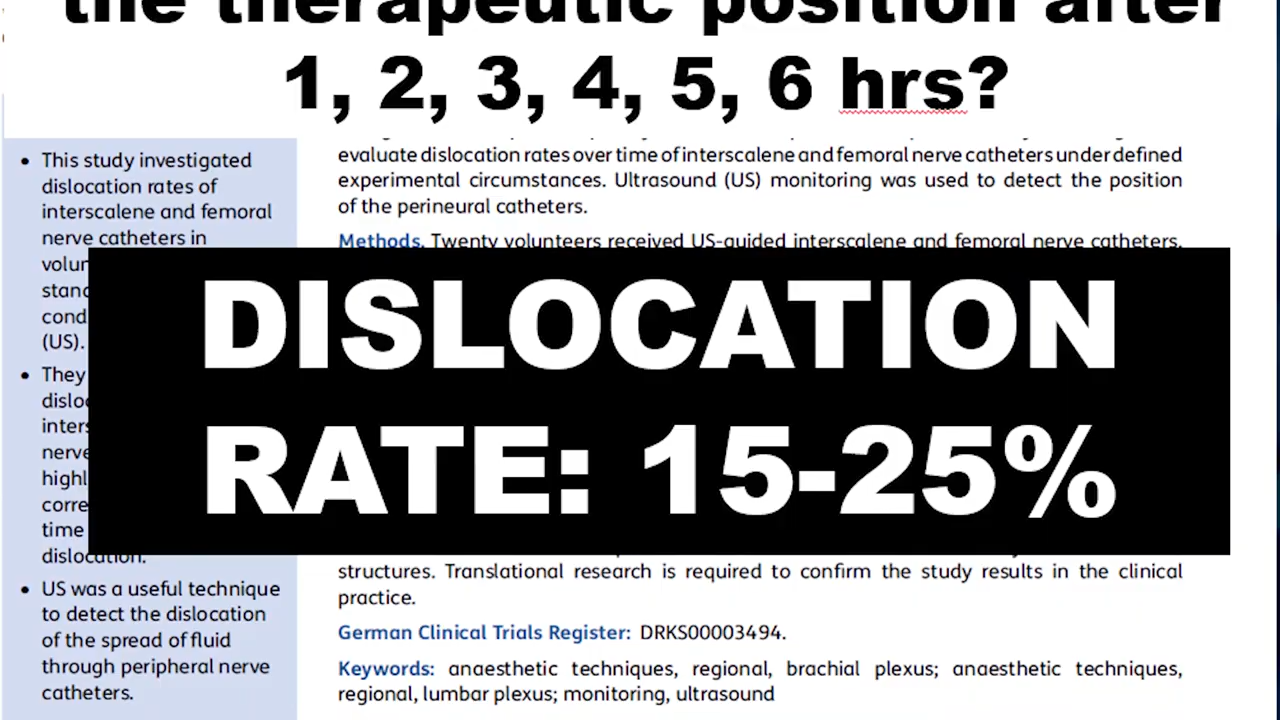 the therapeutic position after
1, 2, 3, 4, 5, 6 hrs?
• This study investigated
dislocation rates of
interscalene and femoral
nerve catheters in
(US).
• They
time
dislocation.
• US was a useful technique
to detect the dislocation
of the spread of fluid
through peripheral nerve
catheters.
evaluate dislocation rates over time of interscalene and femoral nerve catheters under defined
experimental circumstances. Ultrasound (US) monitoring was used to detect the position
of the perineural catheters.
Methods. Twenty volunteers received US-guided interscalene and femoral nerve catheters.
DISLOCATION
RATE: 15-25%
structures. Translational research is required to confirm the study results in the clinical
practice.
German Clinical Trials Register: DRKS00003494.
Keywords: anaesthetic techniques, regional, brachial plexus; anaesthetic techniques,
regional, lumbar plexus; monitoring, ultrasound